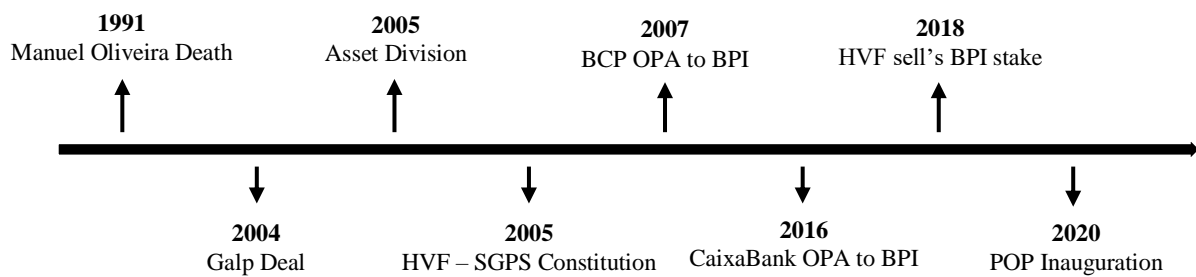 1991
Manuel Oliveira Death
2005
Asset Division
2007
BCP OPA to BPI
2018
HVF sell's BPI stake
2004
Galp Deal
2005
HVF – SGPS Constitution
2016
CaixaBank OPA to BPI
2020
POP Inauguration